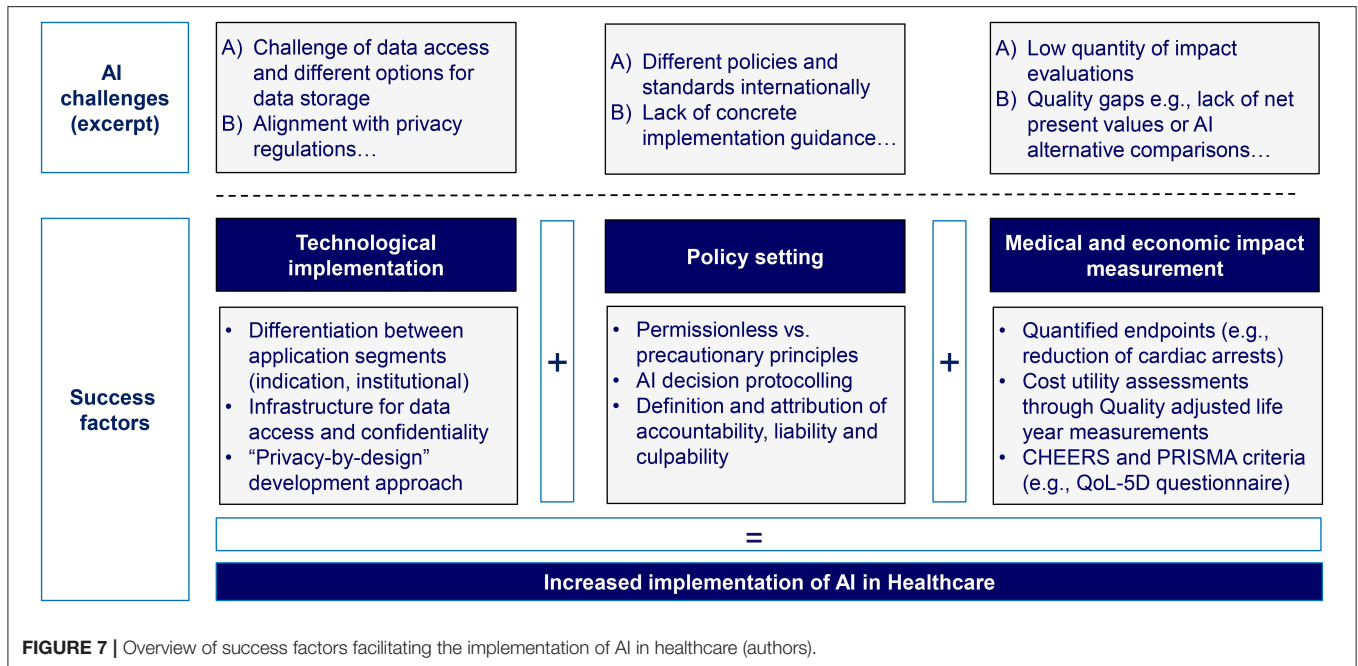 AI
challenges
(excerpt)
A) Challenge of data access
and different options for
data storage
B) Alignment with privacy
regulations…
A) Different policies and
standards internationally
B) Lack of concrete
implementation guidance…
A) Low quantity of impact
evaluations
B) Quality gaps e.g., lack of net
present values or AI
alternative comparisons…
Success
factors
Technological
implementation
• Differentiation between
application segments
(indication, institutional)
• Infrastructure for data
access and confidentiality
• “Privacy-by-design”
development approach
+
Policy setting
• Permissionless vs.
precautionary principles
• AI decision protocolling
• Definition and attribution of
accountability, liability and
culpability
+
Medical and economic impact
measurement
• Quantified endpoints (e.g.,
reduction of cardiac arrests)
• Cost utility assessments
through Quality adjusted life
year measurements
• CHEERS and PRISMA criteria
(e.g., QoL-5D questionnaire)
=
Increased implementation of AI in Healthcare
FIGURE 7 | Overview of success factors facilitating the implementation of AI in healthcare (authors).